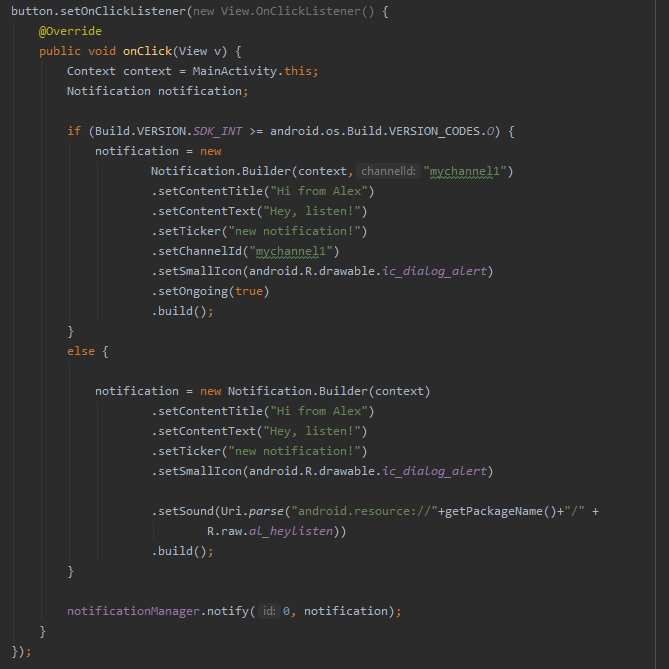 button.setOnClickListener(new View.OnClickListener() {
@Override
public void onClick(View v) {
Context context = MainActivity.this;
Notification notification;
if (Build.VERSION.SDK_INT >= android.os.Build.VERSION_CODES.O) {
notification = new
Notification.Builder(context, channelId: "mychannel1")
.setContentTitle("Hi from Alex")
.setContentText("Hey, listen!")
.setTicker("new notification!")
.setChannelId("mychannel1")
.setSmallIcon(android.R.drawable.ic_dialog_alert)
.setOngoing(true)
.build();
}
else {
notification = new Notification.Builder(context)
.setContentTitle("Hi from Alex")
.setContentText("Hey, listen!")
.setTicker("new notification!")
.setSmallIcon(android.R.drawable.ic_dialog_alert)
.setSound(Uri.parse("android.resource://"+getPackageName()+"/" +
R.raw.al_heylisten))
.build();
}
notificationManager.notify( id: 0, notification);
}
});